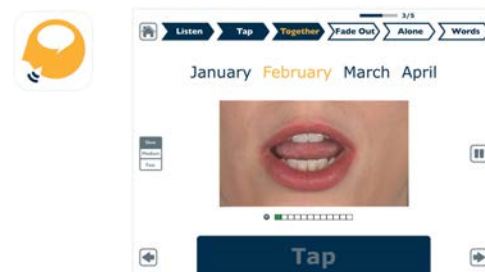 3/5
Listen Tap Together Fade Out Alone Words
January February March April
Slow
Medium
Fast
Tap